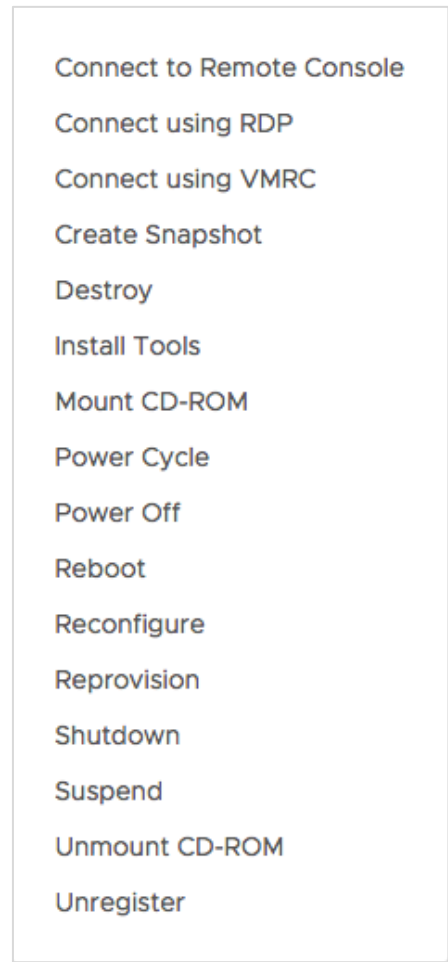 Connect to Remote Console
Connect using RDP
Connect using VMRC
Create Snapshot
Destroy
Install Tools
Mount CD-ROM
Power Cycle
Power Off
Reboot
Reconfigure
Reprovision
Shutdown
Suspend
Unmount CD-ROM
Unregister